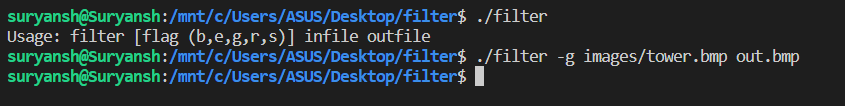 suryansh@Suryansh:/mnt/c/Users/ASUS/Desktop/filter$ ./filter
Usage: filter [flag (b,e,g,r,s)] infile outfile
suryansh@Suryansh:/mnt/c/Users/ASUS/Desktop/filter$ ./filter -g images/tower.bmp out.bmp
suryansh@Suryansh:/mnt/c/Users/ASUS/Desktop/filter$